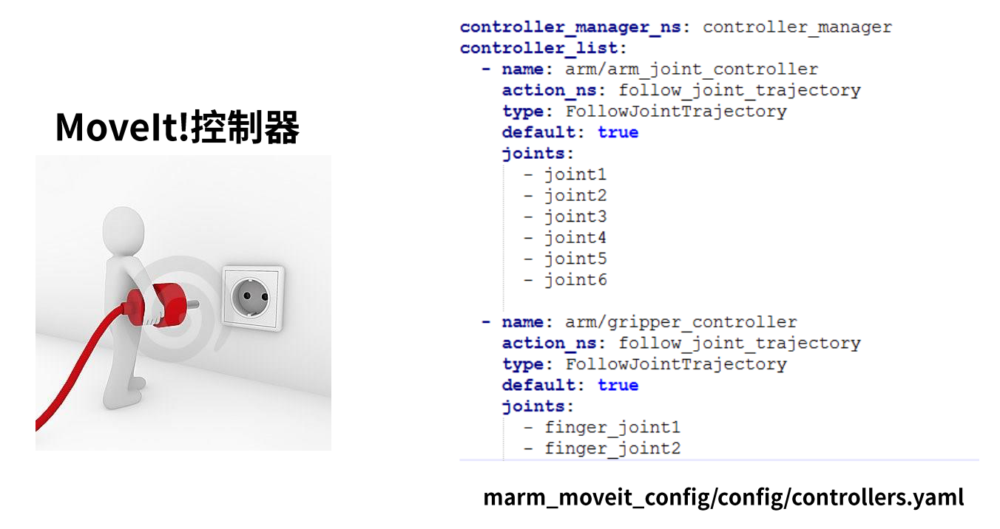 MoveIt!控制器
controller_manager_ns: controller_manager
controller_list:
  - name: arm/arm_joint_controller
    action_ns: follow_joint_trajectory
    type: FollowJointTrajectory
    default: true
    joints:
      - joint1
      - joint2
      - joint3
      - joint4
      - joint5
      - joint6
  - name: arm/gripper_controller
    action_ns: follow_joint_trajectory
    type: FollowJointTrajectory
    default: true
    joints:
      - finger_joint1
      - finger_joint2
marm_moveit_config/config/controllers.yaml